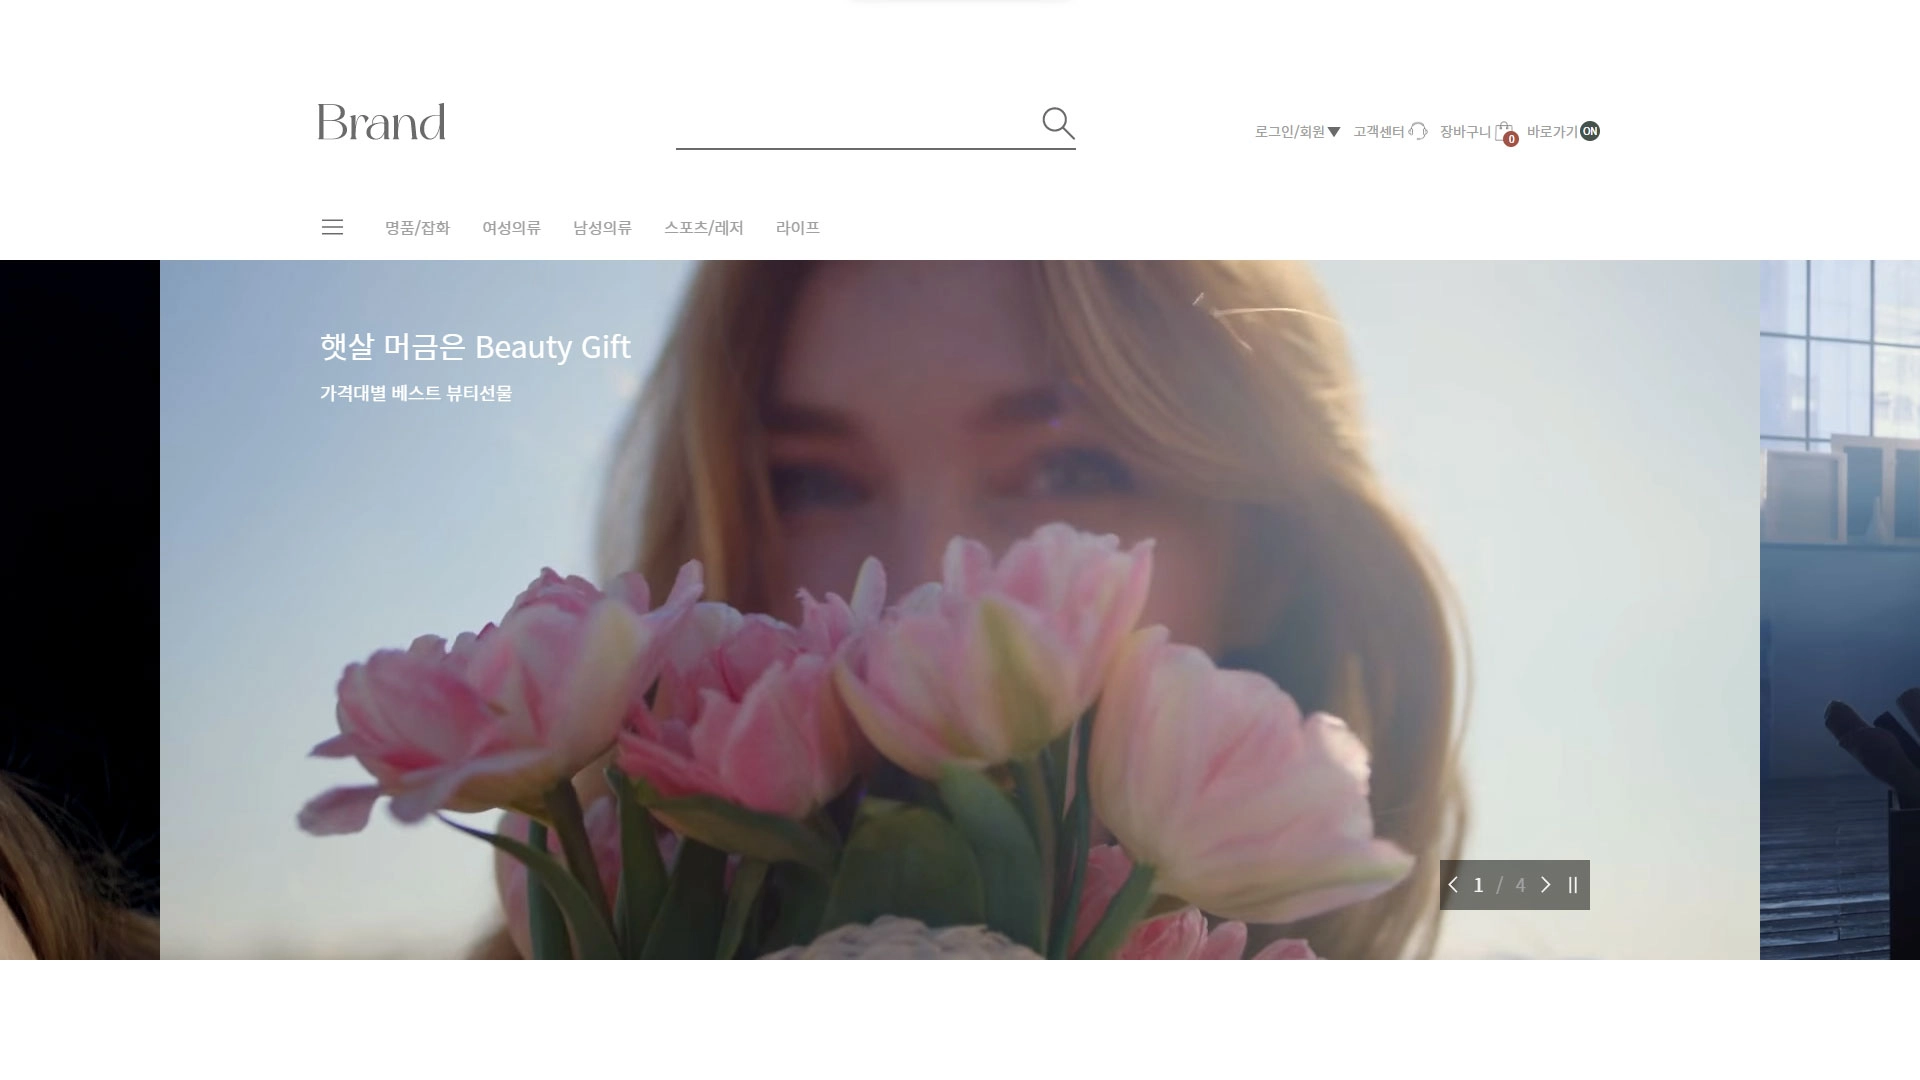 Brand
로그인/회원▼ 고객센터 장바구니 0 바로가기 ON
명품/잡화 여성의류 남성의류 스포츠/레저 라이프
햇살 머금은 Beauty Gift
가격대별 베스트 뷰티선물
1 / 4